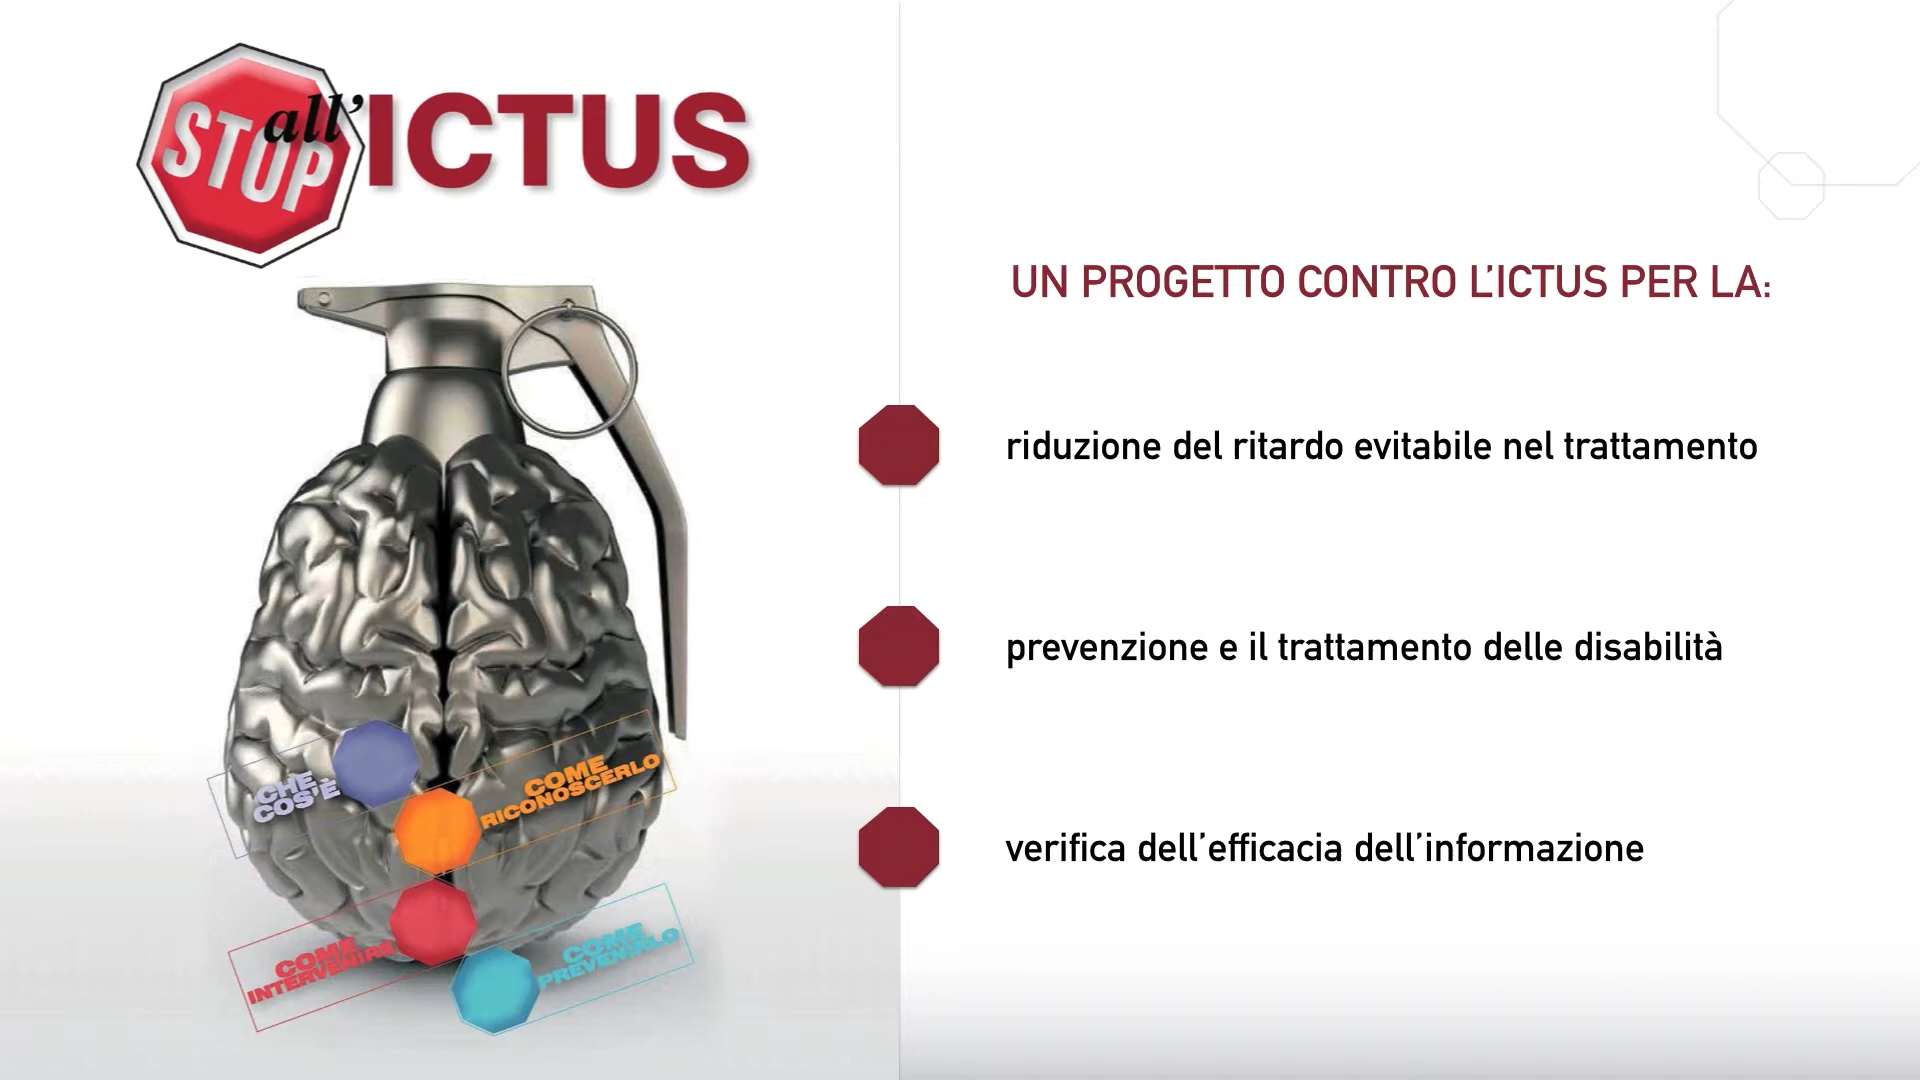 STOP all'ICTUS
UN PROGETTO CONTRO L'ICTUS PER LA:
riduzione del ritardo evitabile nel trattamento
prevenzione e il trattamento delle disabilità
verifica dell'efficacia dell'informazione
CHE
COS'È
COME
RICONOSCERLO
COME
INTERVENIRE
COME
PREVENIRLO